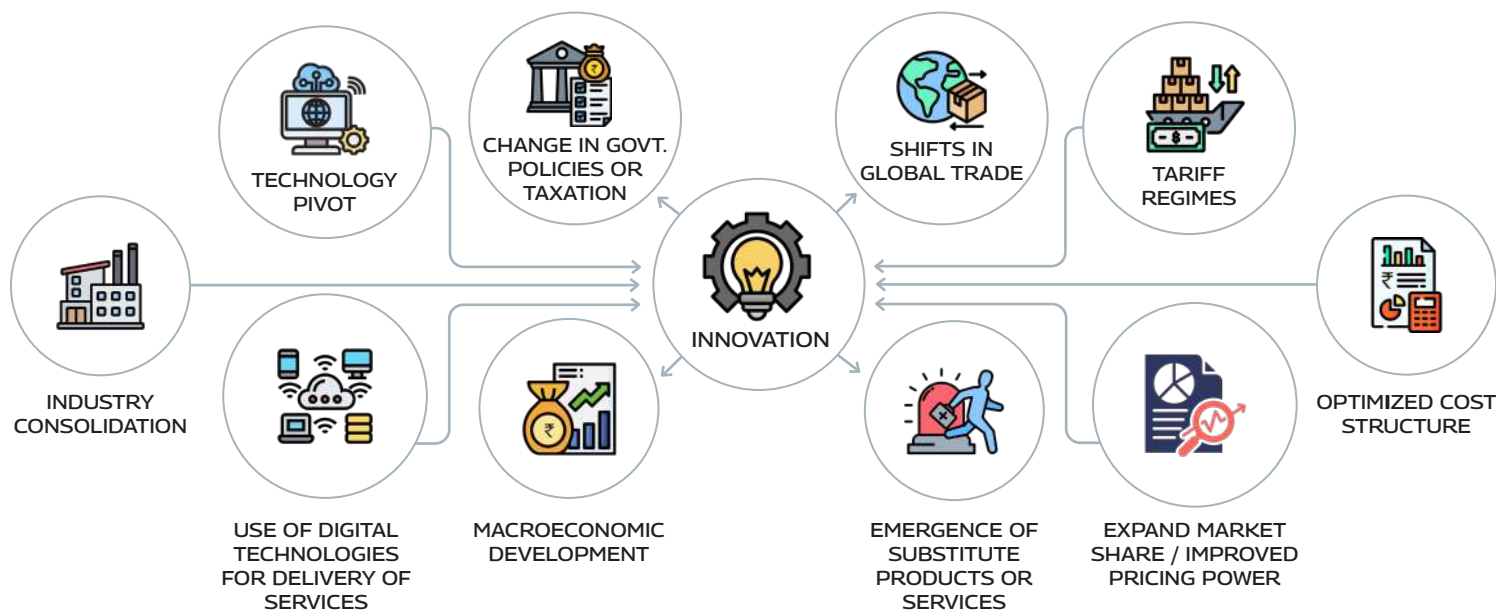 TECHNOLOGY
PIVOT
CHANGE IN GOVT.
POLICIES OR
TAXATION
SHIFTS IN
GLOBAL TRADE
TARIFF
REGIMES
INDUSTRY
CONSOLIDATION
INNOVATION
OPTIMIZED COST
STRUCTURE
USE OF DIGITAL
TECHNOLOGIES
FOR DELIVERY OF
SERVICES
MACROECONOMIC
DEVELOPMENT
EMERGENCE OF
SUBSTITUTE
PRODUCTS OR
SERVICES
EXPAND MARKET
SHARE / IMPROVED
PRICING POWER